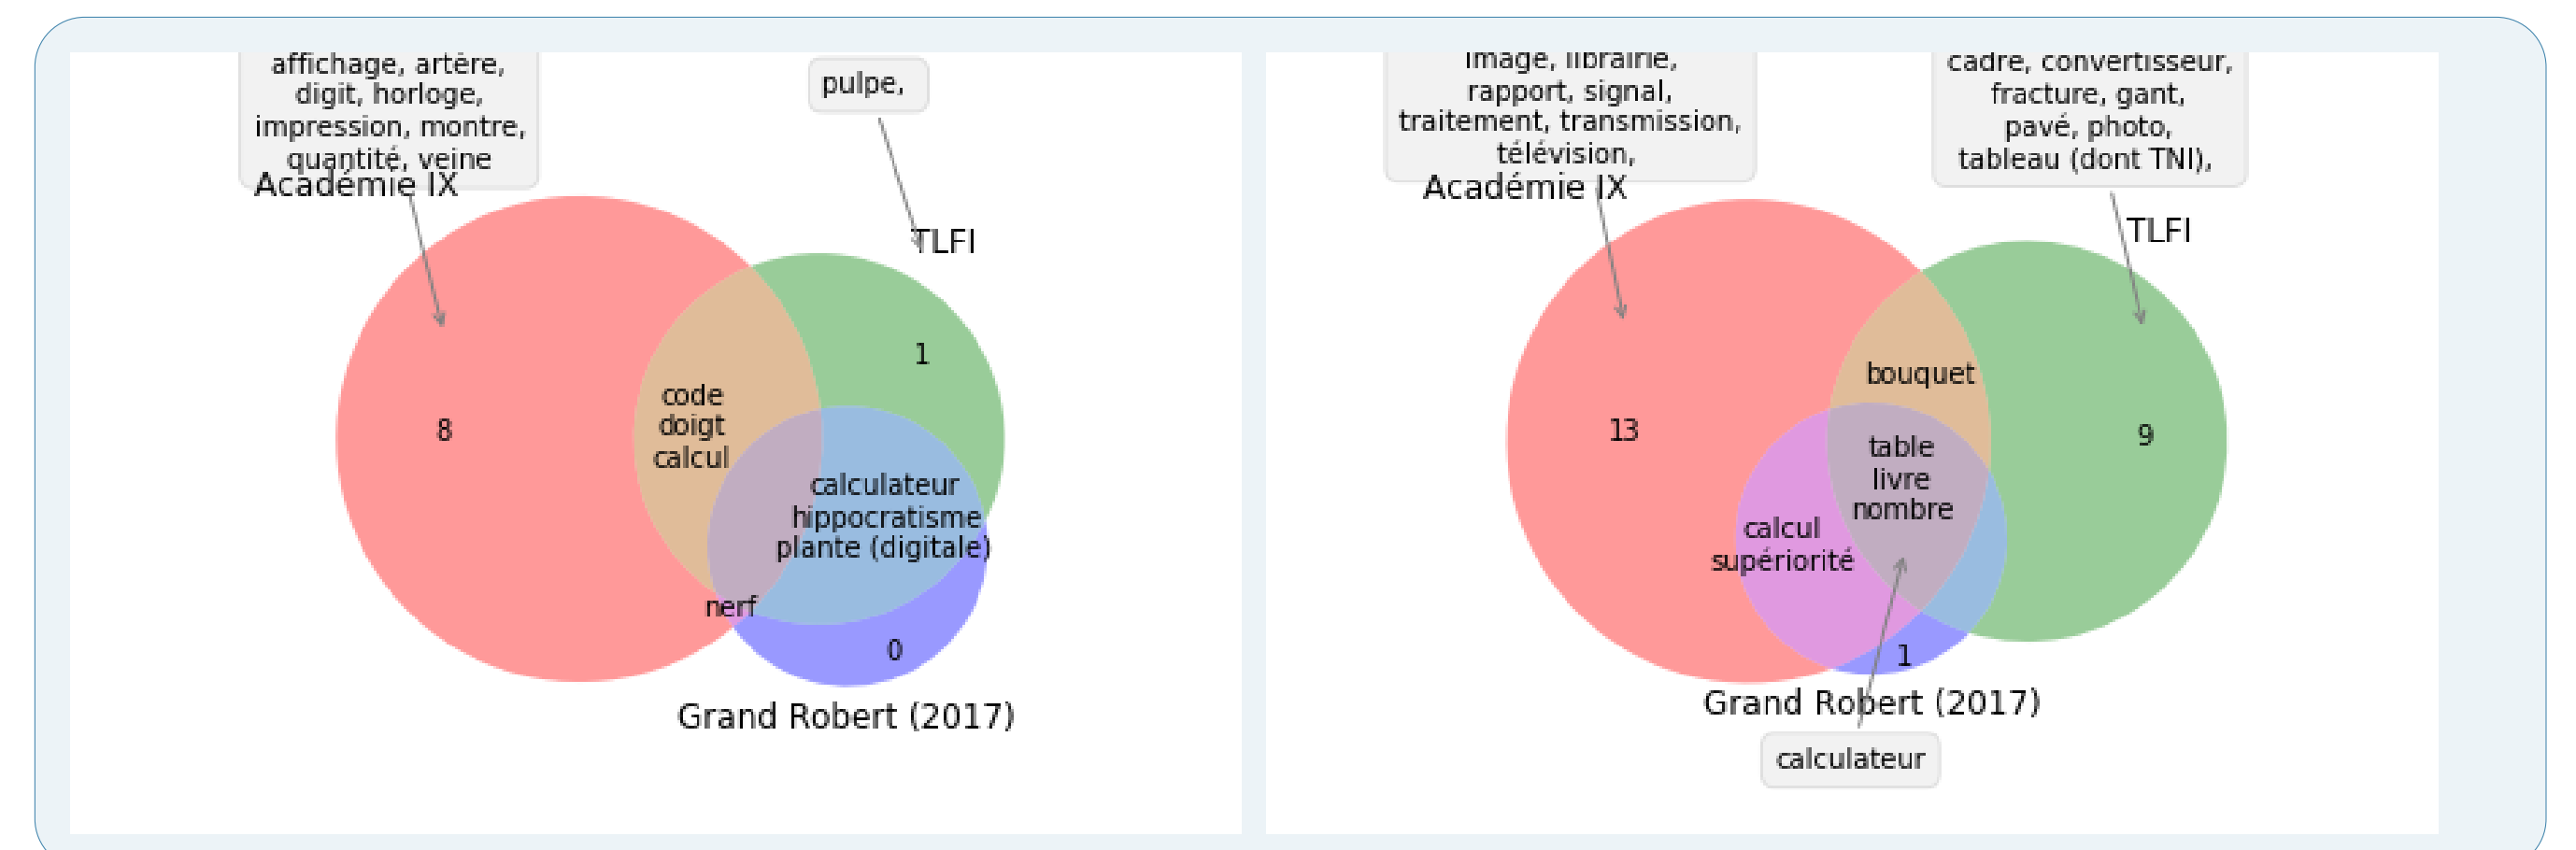 affichage, artère,
digit, horloge,
impression, montre,
quantité, veine
Académie IX
pulpe,
TLFI
8
1
code
doigt
calcul
calculateur
hippocratisme
plante (digitale)
nerf
0
Grand Robert (2017)
image, librairie,
rapport, signal,
traitement, transmission,
télévision,
Académie IX
cadre, convertisseur,
fracture, gant,
pavé, photo,
tableau (dont TNI),
TLFI
13
bouquet
9
table
livre
nombre
calcul
supériorité
1
Grand Robert (2017)
calculateur